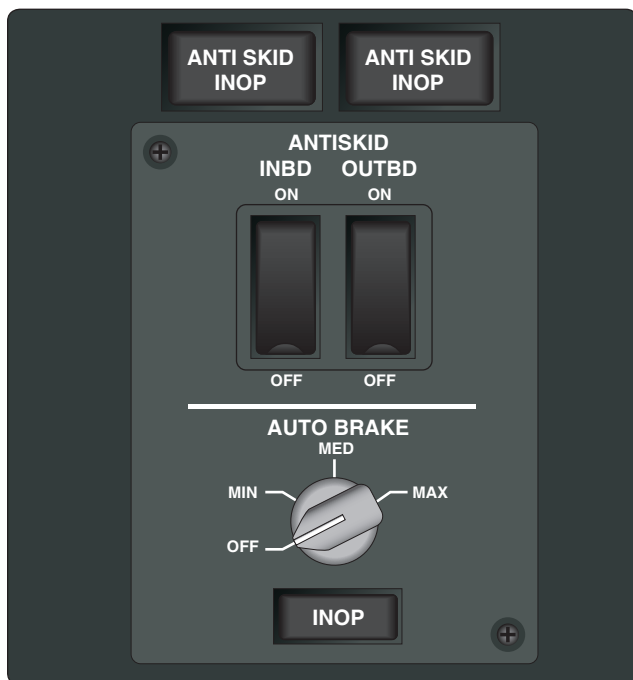 ANTI SKID
INOP
ANTI SKID
INOP
ANTISKID
INBD OUTBD
ON ON
OFF OFF
AUTO BRAKE
MED
MIN MAX
OFF
INOP